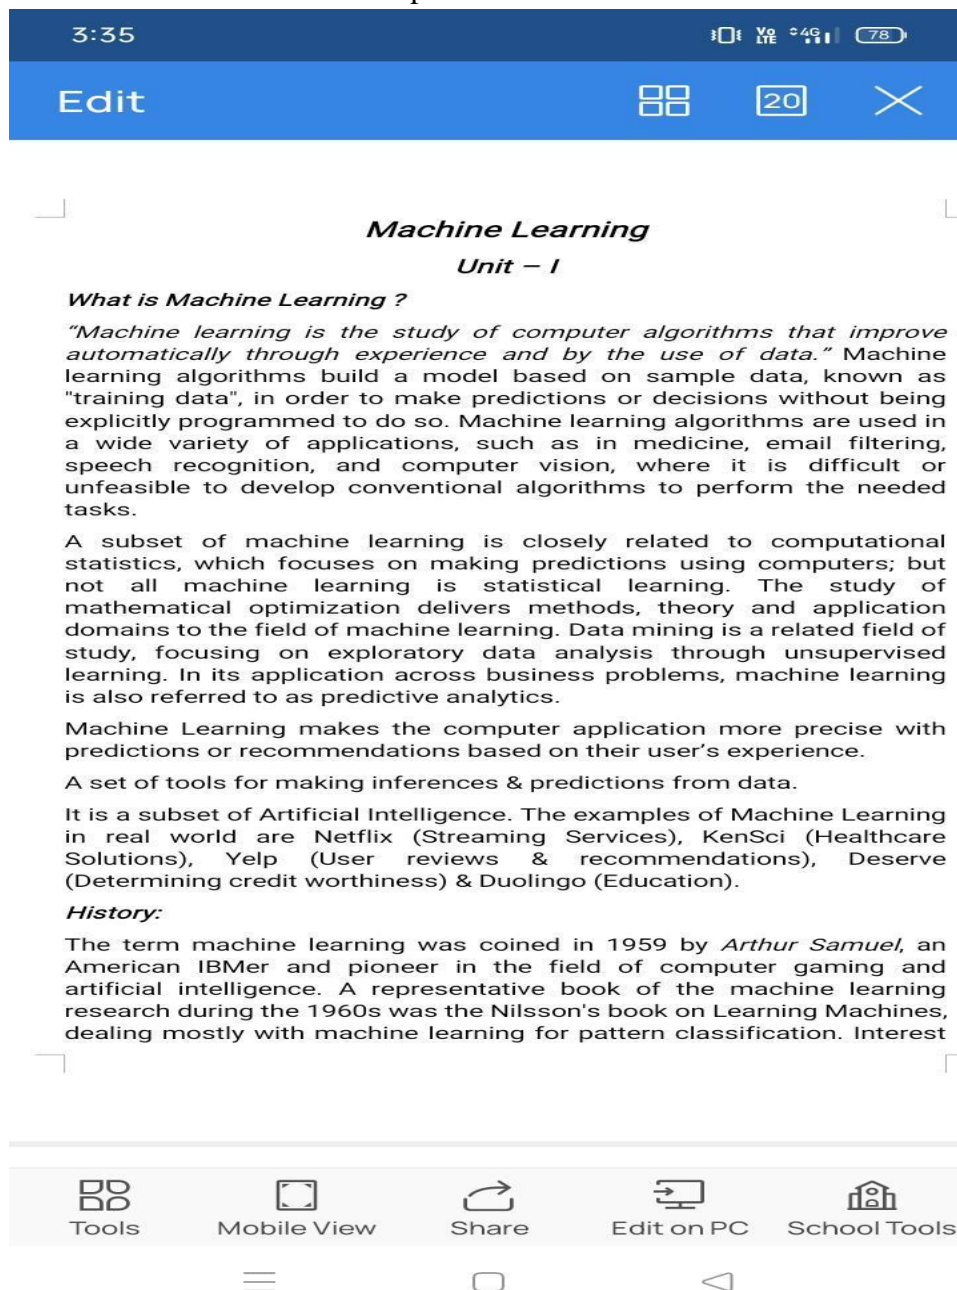 3:35 Vo LTE 4G 78
Edit 20
Machine Learning
Unit – I
What is Machine Learning ?
“Machine learning is the study of computer algorithms that improve
automatically through experience and by the use of data.” Machine
learning algorithms build a model based on sample data, known as
"training data", in order to make predictions or decisions without being
explicitly programmed to do so. Machine learning algorithms are used in
a wide variety of applications, such as in medicine, email filtering,
speech recognition, and computer vision, where it is difficult or
unfeasible to develop conventional algorithms to perform the needed
tasks.
A subset of machine learning is closely related to computational
statistics, which focuses on making predictions using computers; but
not all machine learning is statistical learning. The study of
mathematical optimization delivers methods, theory and application
domains to the field of machine learning. Data mining is a related field of
study, focusing on exploratory data analysis through unsupervised
learning. In its application across business problems, machine learning
is also referred to as predictive analytics.
Machine Learning makes the computer application more precise with
predictions or recommendations based on their user’s experience.
A set of tools for making inferences & predictions from data.
It is a subset of Artificial Intelligence. The examples of Machine Learning
in real world are Netflix (Streaming Services), KenSci (Healthcare
Solutions), Yelp (User reviews & recommendations), Deserve
(Determining credit worthiness) & Duolingo (Education).
History:
The term machine learning was coined in 1959 by Arthur Samuel, an
American IBMer and pioneer in the field of computer gaming and
artificial intelligence. A representative book of the machine learning
research during the 1960s was the Nilsson's book on Learning Machines,
dealing mostly with machine learning for pattern classification. Interest
Tools Mobile View Share Edit on PC School Tools